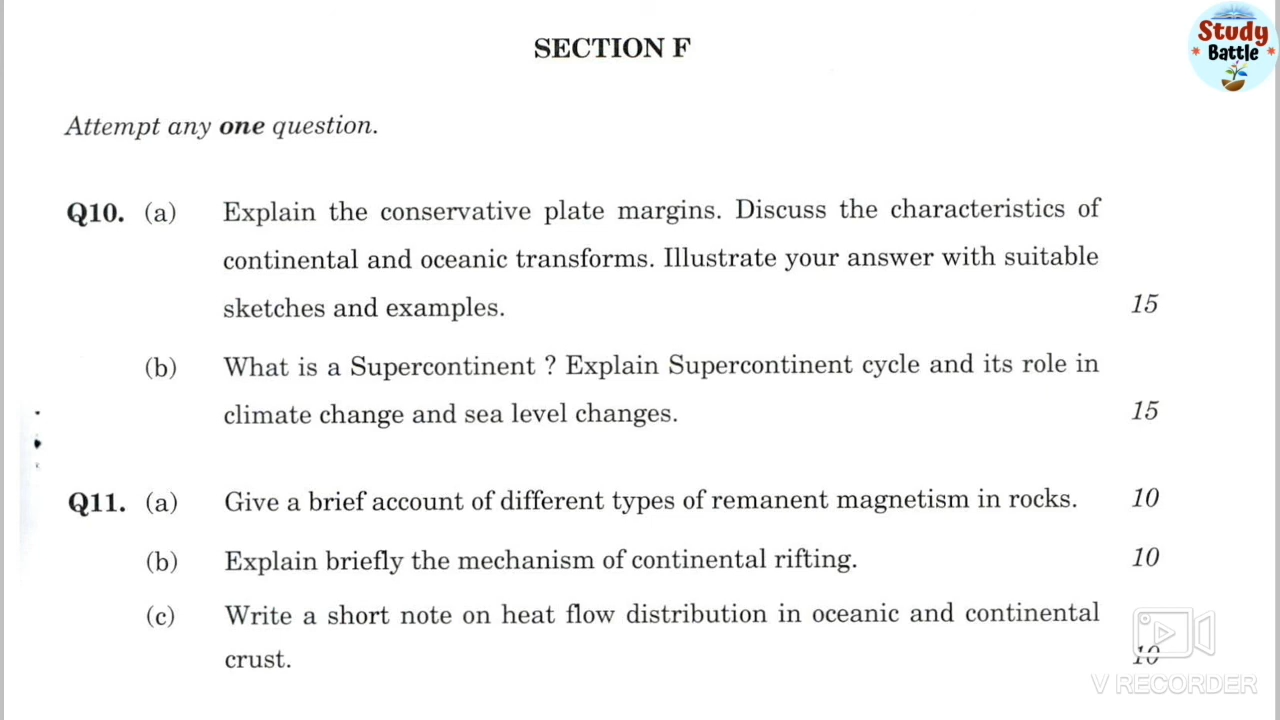 Study
Battle
SECTION F
Attempt any one question.
Q10. (a) Explain the conservative plate margins. Discuss the characteristics of
continental and oceanic transforms. Illustrate your answer with suitable
sketches and examples. 15
(b) What is a Supercontinent ? Explain Supercontinent cycle and its role in
climate change and sea level changes. 15
Q11. (a) Give a brief account of different types of remanent magnetism in rocks. 10
(b) Explain briefly the mechanism of continental rifting. 10
(c) Write a short note on heat flow distribution in oceanic and continental
crust. 10
V RECORDER